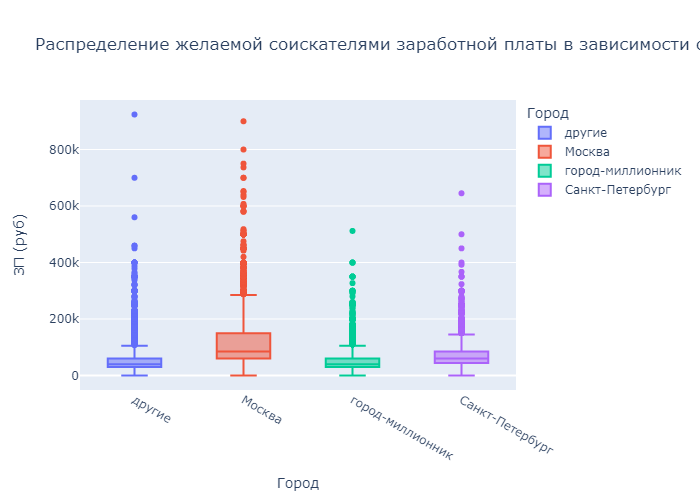 Распределение желаемой соискателями заработной платы в зависимости
Город
другие
Москва
город-миллионник
Санкт-Петербург
ЗП (руб)
800k
600k
400k
200k
0
другие
Москва
город-миллионник
Санкт-Петербург
Город